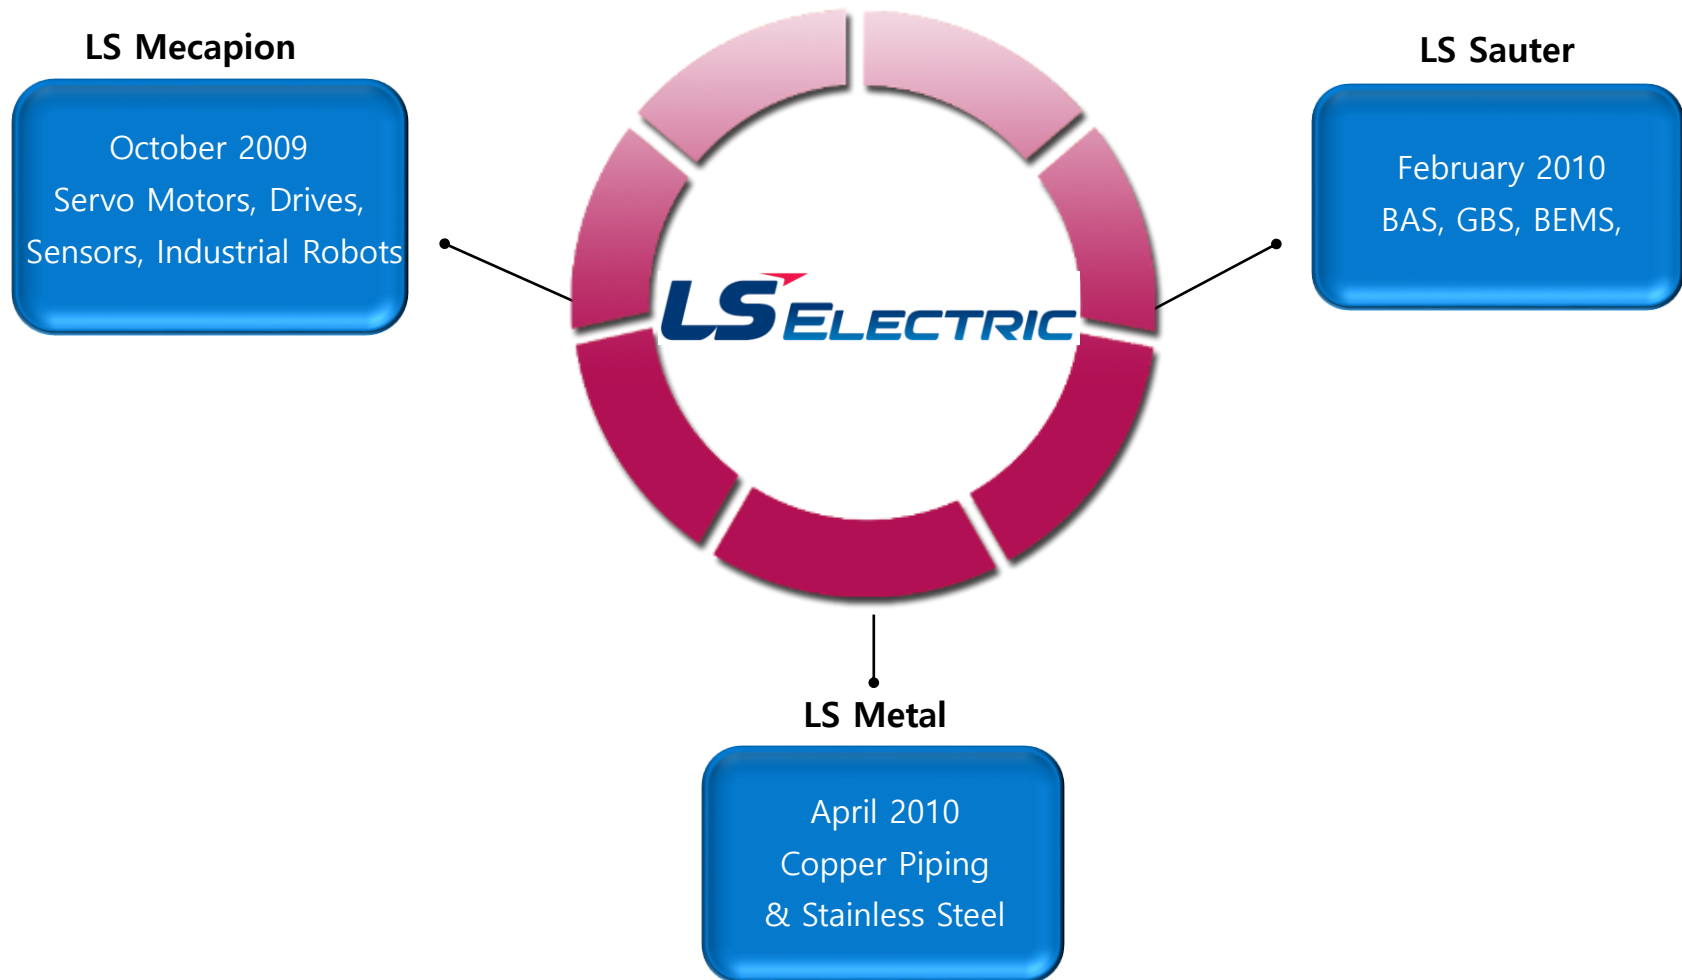 LS Mecapion
October 2009
Servo Motors, Drives,
Sensors, Industrial Robots
LS Sauter
February 2010
BAS, GBS, BEMS,
LS ELECTRIC
LS Metal
April 2010
Copper Piping
& Stainless Steel